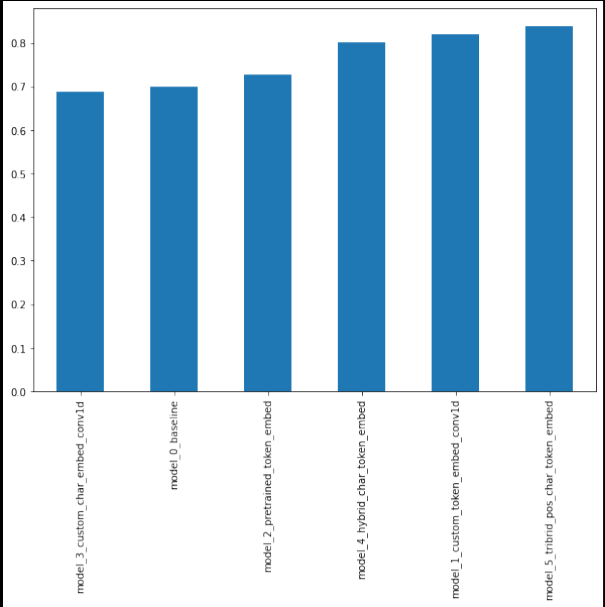 0.8
0.7
0.6
0.5
0.4
0.3
0.2
0.1
0.0
model_3_custom_char_embed_conv1d
model_0_baseline
model_2_pretrained_token_embed
model_4_hybrid_char_token_embed
model_1_custom_token_embed_conv1d
model_5_tribrid_pos_char_token_embed